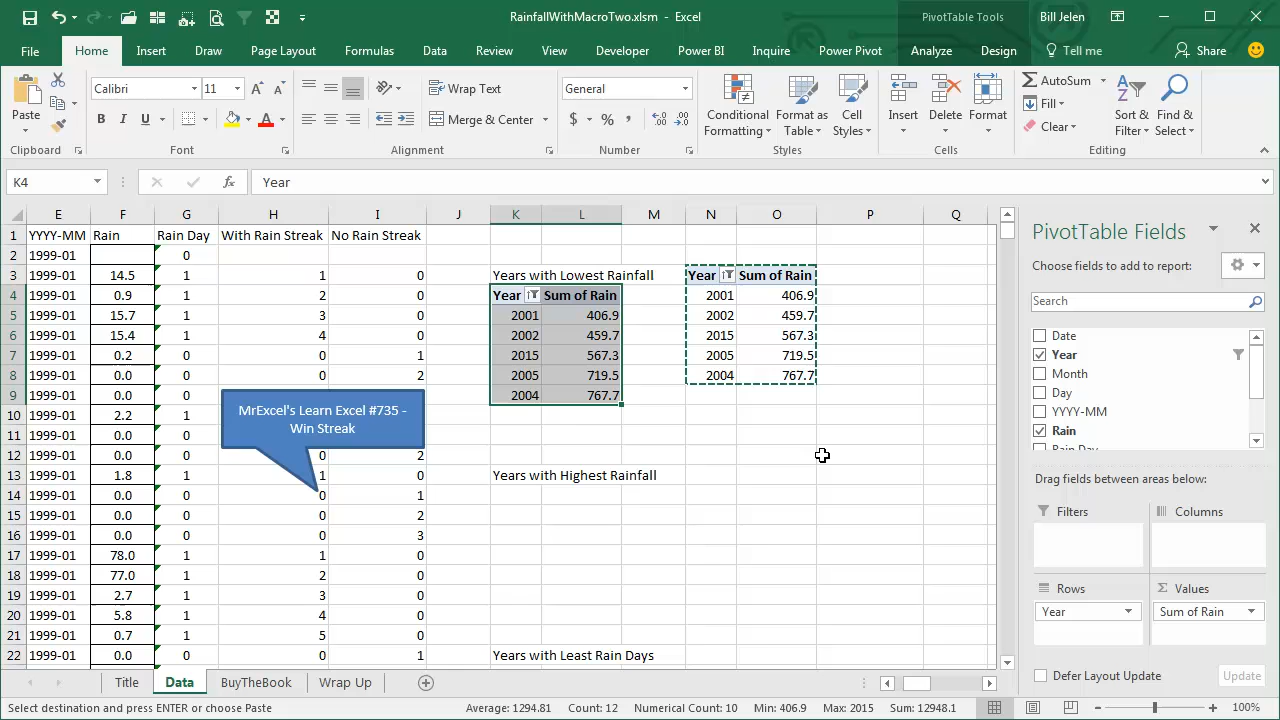 RainfallWithMacroTwo.xlsm - Excel
PivotTable Tools
Bill Jelen
File Home Insert Draw Page Layout Formulas Data Review View Developer Power BI Inquire Power Pivot Analyze Design Tell me Share
Paste
Calibri 11
B I U A
Wrap Text
Merge & Center
General
$ % ,
Conditional Formatting
Format as Table
Cell Styles
Insert Delete Format
AutoSum
Fill
Clear
Sort & Filter
Find & Select
Clipboard Font Alignment Number Styles Cells Editing
K4 fx Year
E F G H I J K L M N O P Q
1 YYYY-MM Rain Rain Day With Rain Streak No Rain Streak
2 1999-01 0
3 1999-01 14.5 1 1 0 Years with Lowest Rainfall Year Sum of Rain
4 1999-01 0.9 1 2 0 Year Sum of Rain 2001 406.9
5 1999-01 15.7 1 3 0 2001 406.9 2002 459.7
6 1999-01 15.4 1 4 0 2002 459.7 2015 567.3
7 1999-01 0.2 0 0 1 2015 567.3 2005 719.5
8 1999-01 0.0 0 0 2 2005 719.5 2004 767.7
9 1999-01 0.0 0 2004 767.7
10 1999-01 2.2 1
11 1999-01 0.0 0
12 1999-01 0.0 0 0 2
13 1999-01 1.8 1 1 0 Years with Highest Rainfall
14 1999-01 0.0 0 0 1
15 1999-01 0.0 0 0 2
16 1999-01 0.0 0 0 3
17 1999-01 78.0 1 1 0
18 1999-01 77.0 1 2 0
19 1999-01 2.7 1 3 0
20 1999-01 5.8 1 4 0
21 1999-01 0.7 1 5 0
22 1999-01 0.0 0 0 1 Years with Least Rain Days
MrExcel's Learn Excel #735 -
Win Streak
PivotTable Fields
Choose fields to add to report:
Search
Date
Year
Month
Day
YYYY-MM
Rain
Rain Day
Drag fields between areas below:
Filters Columns
Rows Σ Values
Year Sum of Rain
Defer Layout Update Update
Title Data BuyTheBook Wrap Up
Select destination and press ENTER or choose Paste Average: 1294.81 Count: 12 Numerical Count: 10 Min: 406.9 Max: 2015 Sum: 12948.1 100%